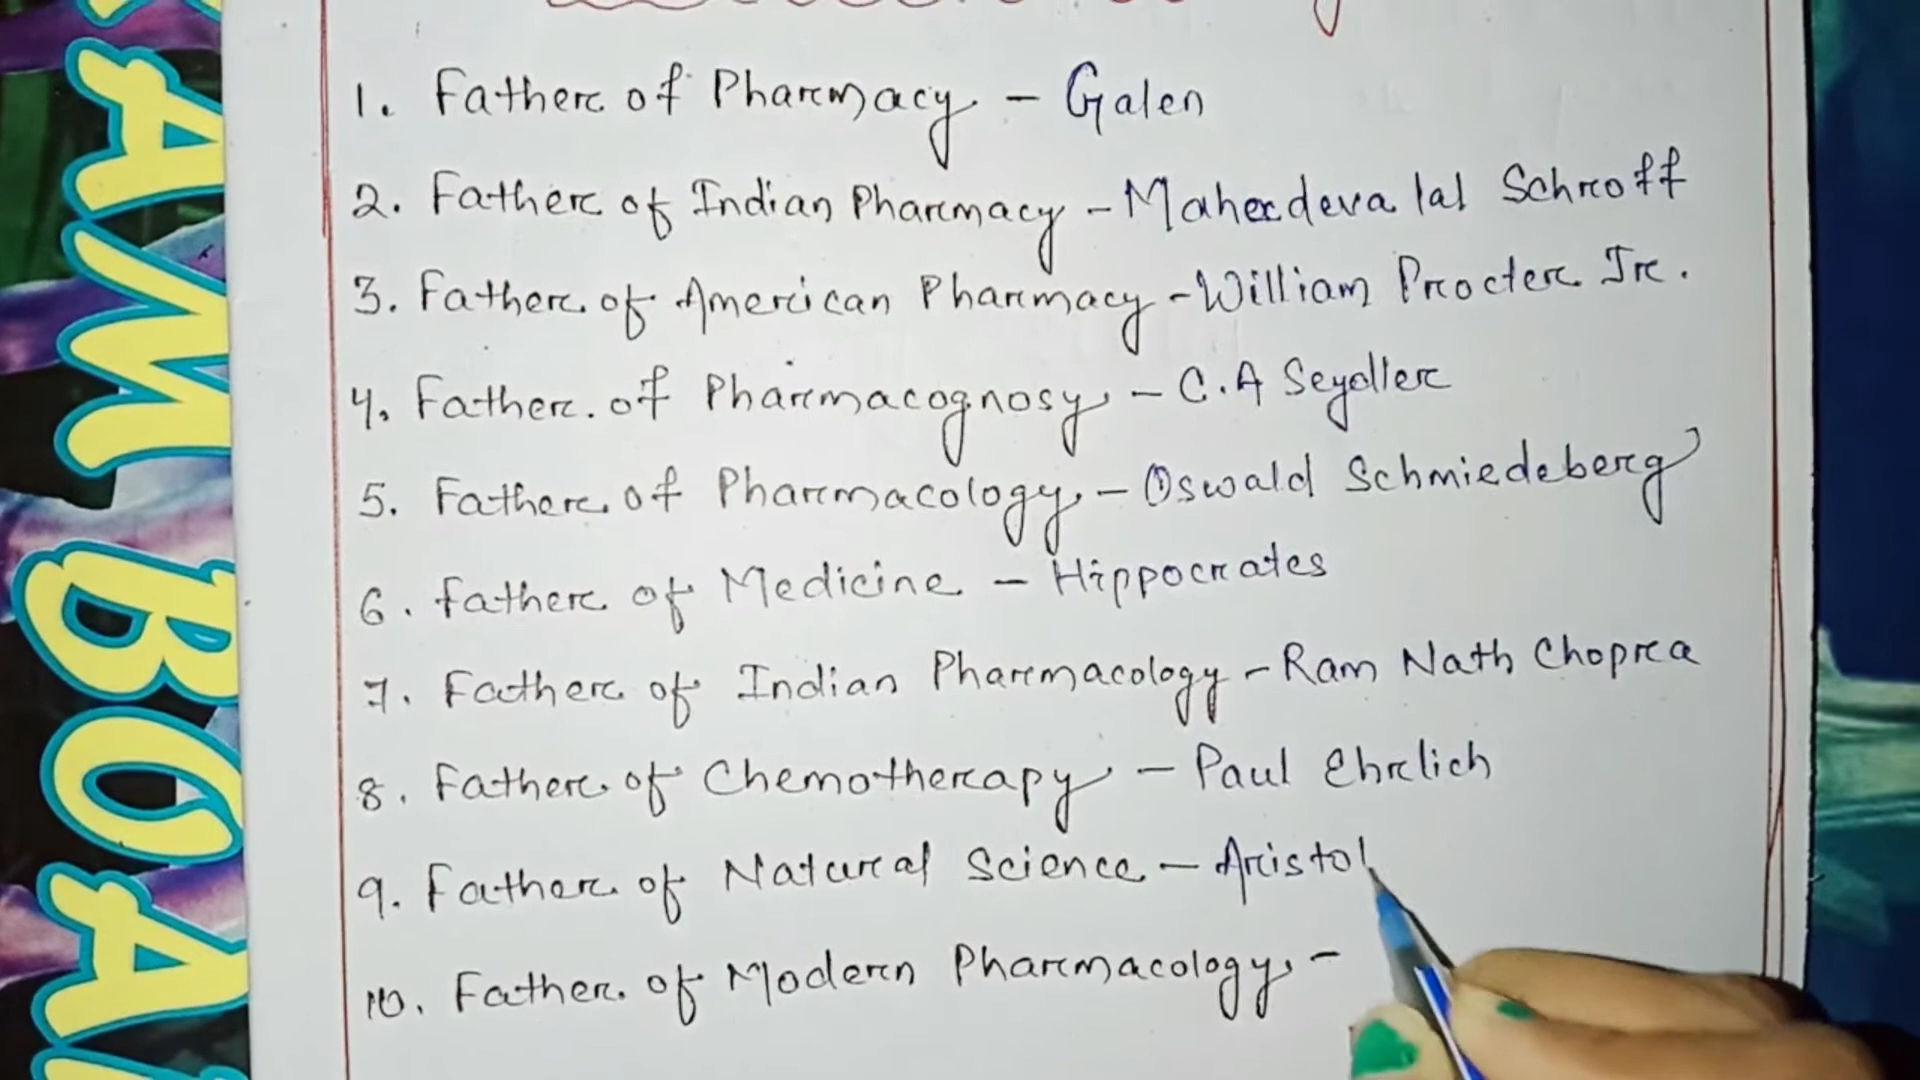 1. Father of Pharmacy - Galen
2. Father of Indian Pharmacy - Mahadeva lal Schroff
3. Father of American Pharmacy - William Procter Jr.
4. Father of Pharmacognosy - C.A Seydler
5. Father of Pharmacology - Oswald Schmiedeberg
6. father of Medicine - Hippocrates
7. Father of Indian Pharmacology - Ram Nath Chopra
8. Father of Chemotherapy - Paul Ehrlich
9. Father of Natural Science - Aristol
10. Father of Modern Pharmacology -